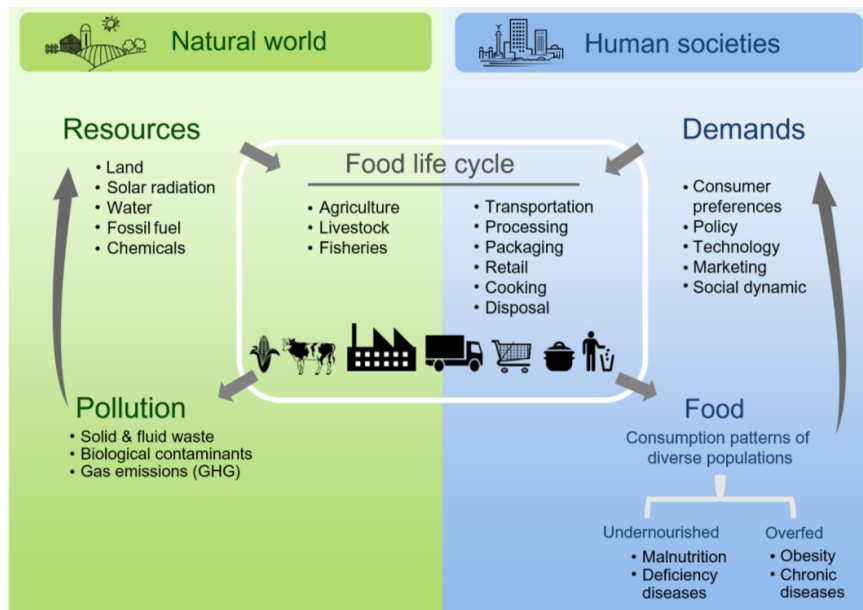 Natural world
Human societies
Resources
• Land
• Solar radiation
• Water
• Fossil fuel
• Chemicals
Food life cycle
• Agriculture
• Livestock
• Fisheries
• Transportation
• Processing
• Packaging
• Retail
• Cooking
• Disposal
Demands
• Consumer
preferences
• Policy
• Technology
• Marketing
• Social dynamic
Pollution
• Solid & fluid waste
• Biological contaminants
• Gas emissions (GHG)
Food
Consumption patterns of
diverse populations
Undernourished
• Malnutrition
• Deficiency
diseases
Overfed
• Obesity
• Chronic
diseases